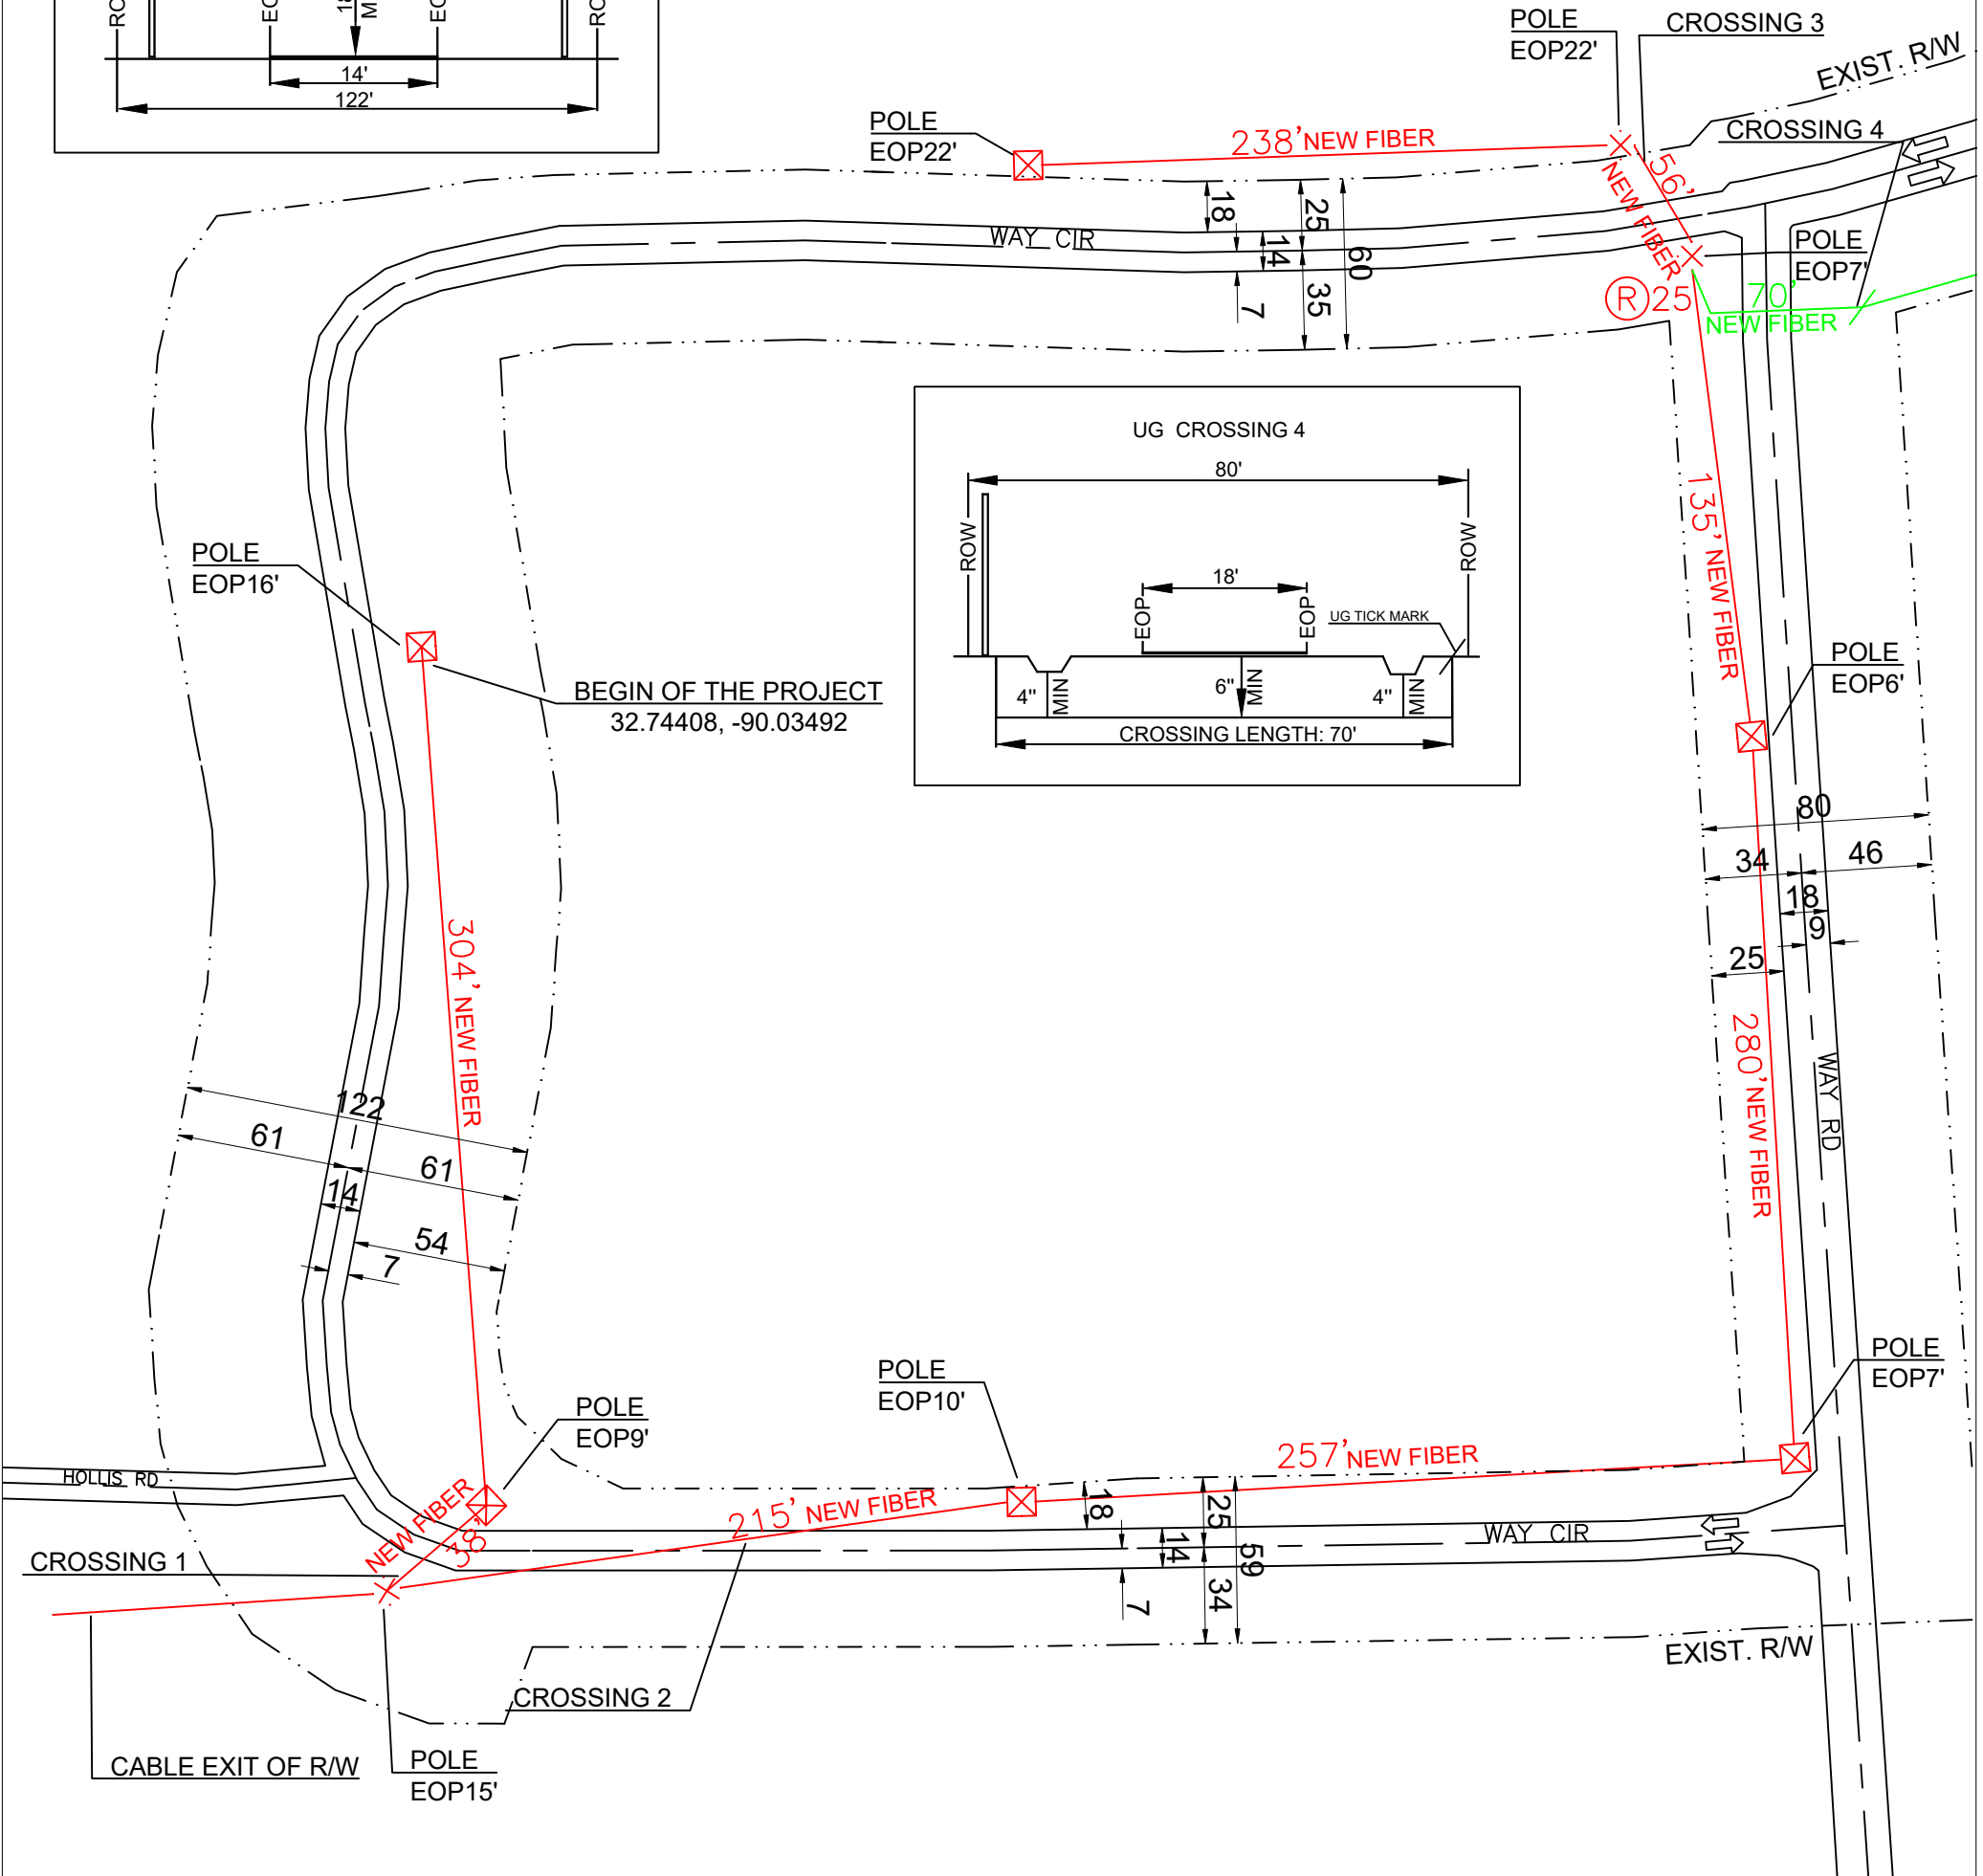 ROW
EO
18
M
EO
ROW
14'
122'
POLE
EOP22'
CROSSING 3
EXIST. R/W
POLE
EOP22'
238' NEW FIBER
CROSSING 4
56'
NEW FIBER
18
25
WAY CIR
14
60
35
7
POLE
EOP7'
R 25
70'
NEW FIBER
UG CROSSING 4
80'
ROW
ROW
18'
EOP
EOP
UG TICK MARK
4"
MIN
6"
MIN
4"
MIN
CROSSING LENGTH: 70'
135' NEW FIBER
POLE
EOP16'
POLE
EOP6'
BEGIN OF THE PROJECT
32.74408, -90.03492
80
34
46
18
9
25
304' NEW FIBER
280' NEW FIBER
WAY RD
122
61
61
14
54
7
POLE
EOP7'
POLE
EOP10'
POLE
EOP9'
257' NEW FIBER
HOLLIS RD
NEW FIBER
38'
215' NEW FIBER
18
25
14
59
34
7
WAY CIR
CROSSING 1
EXIST. R/W
CROSSING 2
CABLE EXIT OF R/W
POLE
EOP15'